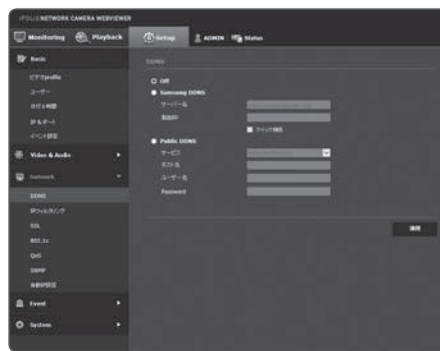 iPOLiS NETWORK CAMERA WEBVIEWER
Monitoring Playback Setup ADMIN Status
Basic
ビデオprofile
ユーザー
日付&時間
IP & ポート
イベント設定
Video & Audio
Network
DDNS
IPフィルタリング
SSL
802.1x
QoS
SNMP
自動IP設定
Event
System
DDNS
Off
Samsung DDNS
サーバー名
製品ID
クイック接続
Public DDNS
サービス
ホスト名
ユーザー名
Password
適用